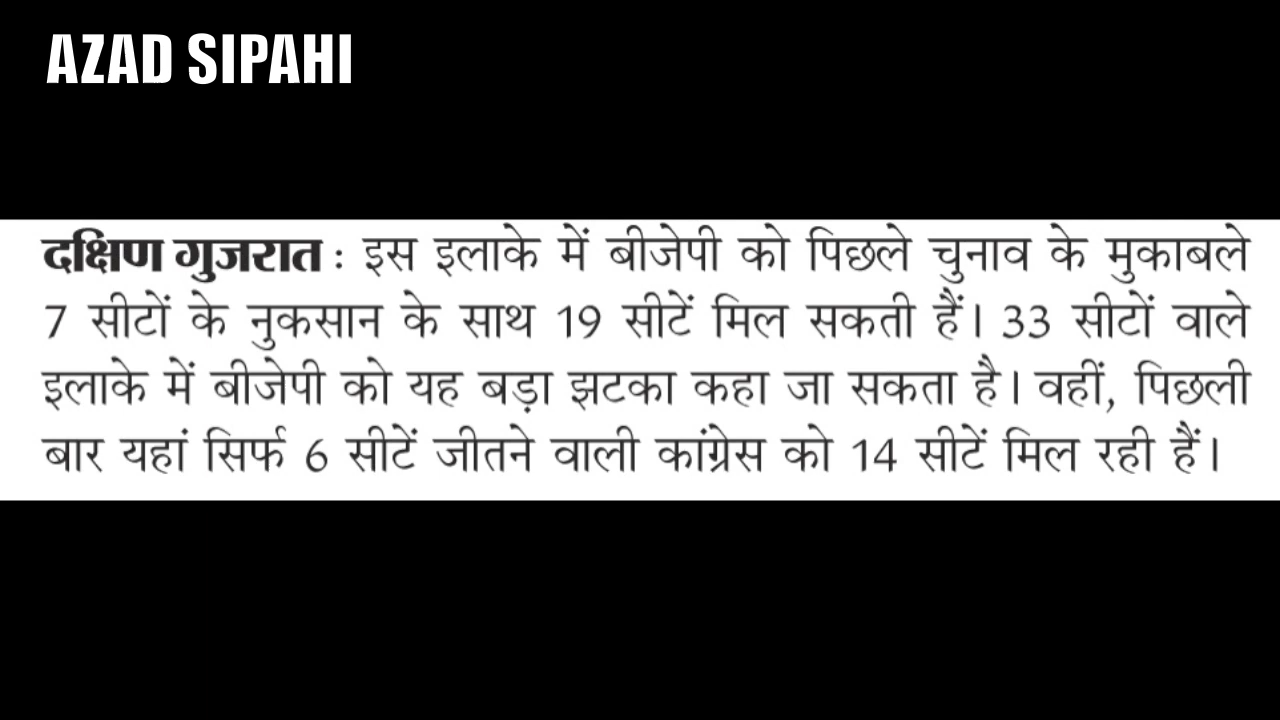 AZAD SIPAHI
दक्षिण गुजरात : इस इलाके में बीजेपी को पिछले चुनाव के मुकाबले
7 सीटों के नुकसान के साथ 19 सीटें मिल सकती हैं। 33 सीटों वाले
इलाके में बीजेपी को यह बड़ा झटका कहा जा सकता है। वहीं, पिछली
बार यहां सिर्फ 6 सीटें जीतने वाली कांग्रेस को 14 सीटें मिल रही हैं।